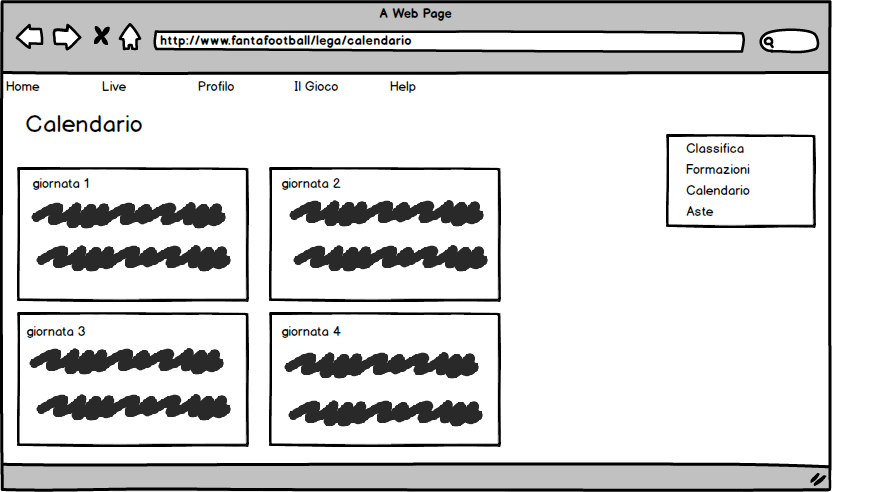 A Web Page
http://www.fantafootball/lega/calendario
Home Live Profilo Il Gioco Help
Calendario
Classifica
Formazioni
Calendario
Aste
giornata 1
giornata 2
giornata 3
giornata 4